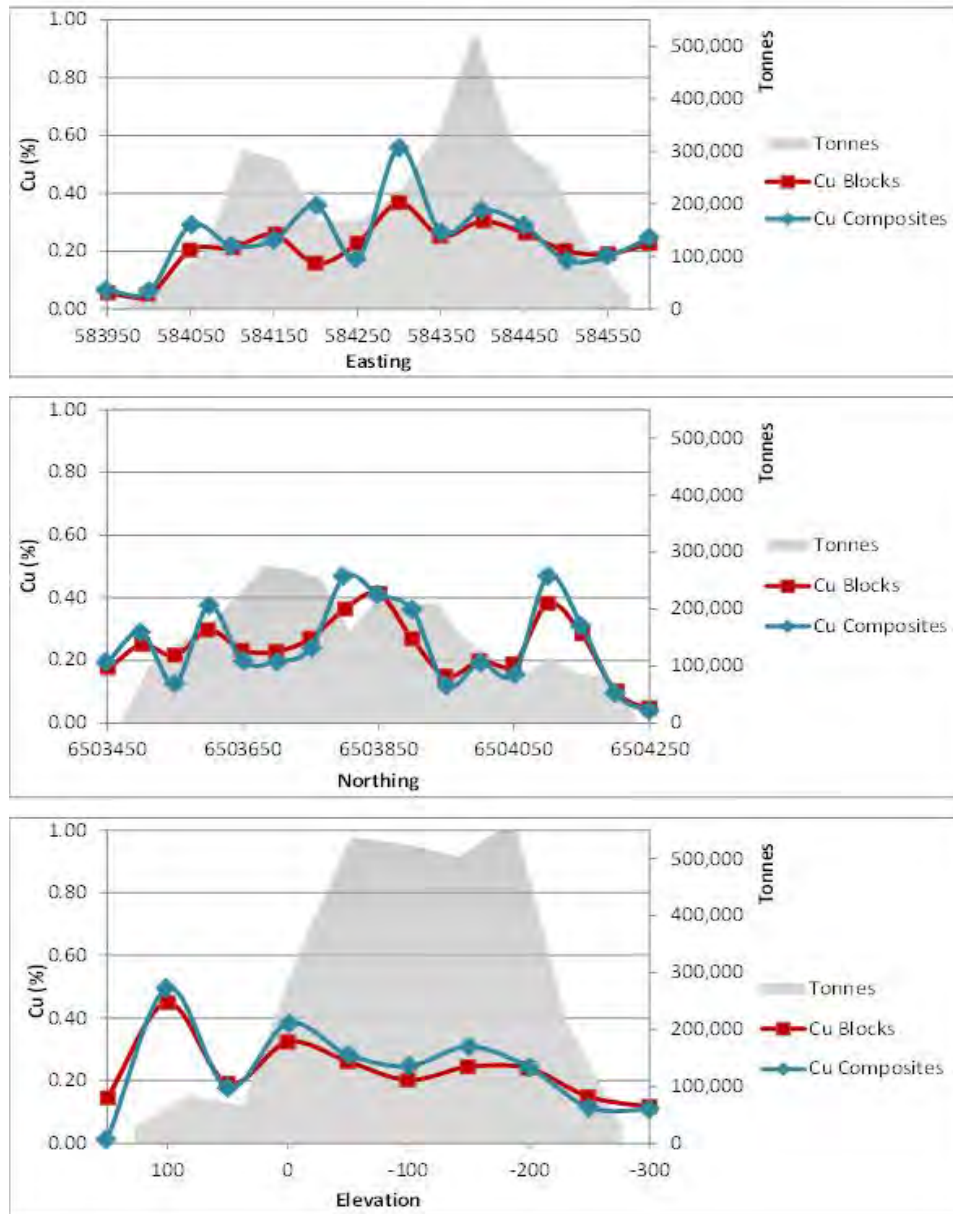 1.00
0.80
0.60
0.40
0.20
0.00
Cu (%)
500,000
400,000
300,000
200,000
100,000
0
Tonnes
583950 584050 584150 584250 584350 584450 584550
Easting
Tonnes
Cu Blocks
Cu Composites
1.00
0.80
0.60
0.40
0.20
0.00
Cu (%)
500,000
400,000
300,000
200,000
100,000
0
Tonnes
6503450 6503650 6503850 6504050 6504250
Northing
Tonnes
Cu Blocks
Cu Composites
1.00
0.80
0.60
0.40
0.20
0.00
Cu (%)
500,000
400,000
300,000
200,000
100,000
0
Tonnes
100 0 -100 -200 -300
Elevation
Tonnes
Cu Blocks
Cu Composites